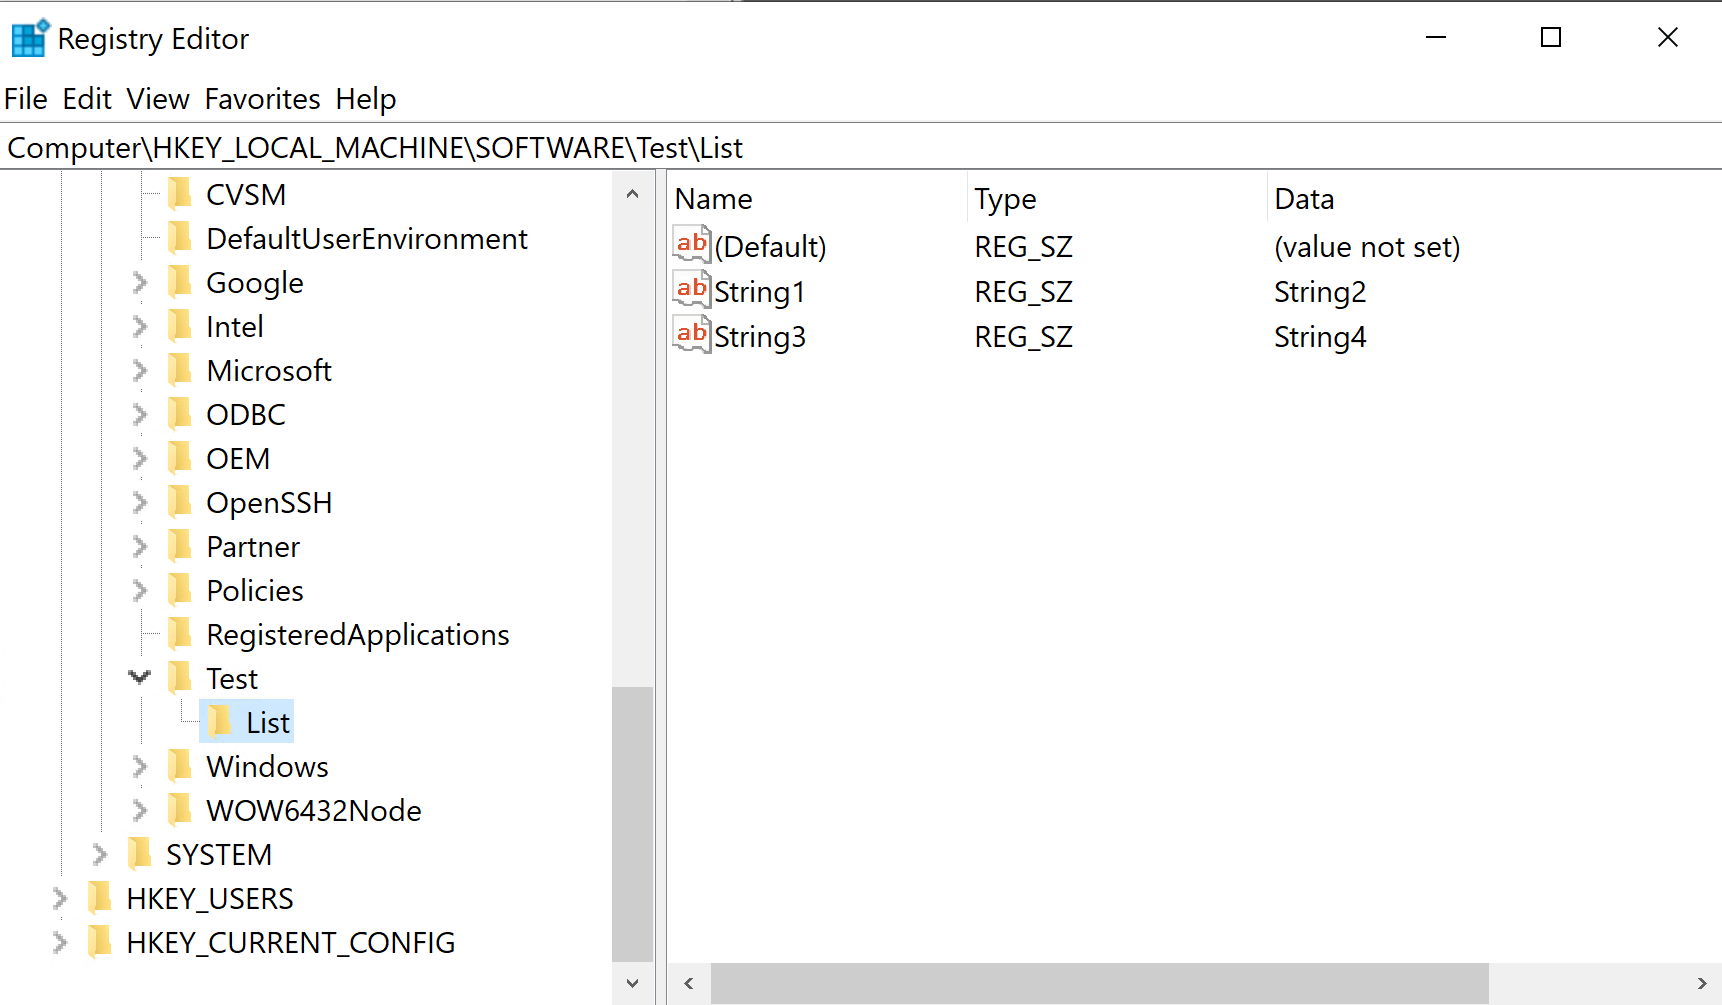 Registry Editor
File Edit View Favorites Help
Computer\HKEY_LOCAL_MACHINE\SOFTWARE\Test\List
CVSM
DefaultUserEnvironment
Google
Intel
Microsoft
ODBC
OEM
OpenSSH
Partner
Policies
RegisteredApplications
Test
List
Windows
WOW6432Node
SYSTEM
HKEY_USERS
HKEY_CURRENT_CONFIG
Name Type Data
ab (Default) REG_SZ (value not set)
ab String1 REG_SZ String2
ab String3 REG_SZ String4